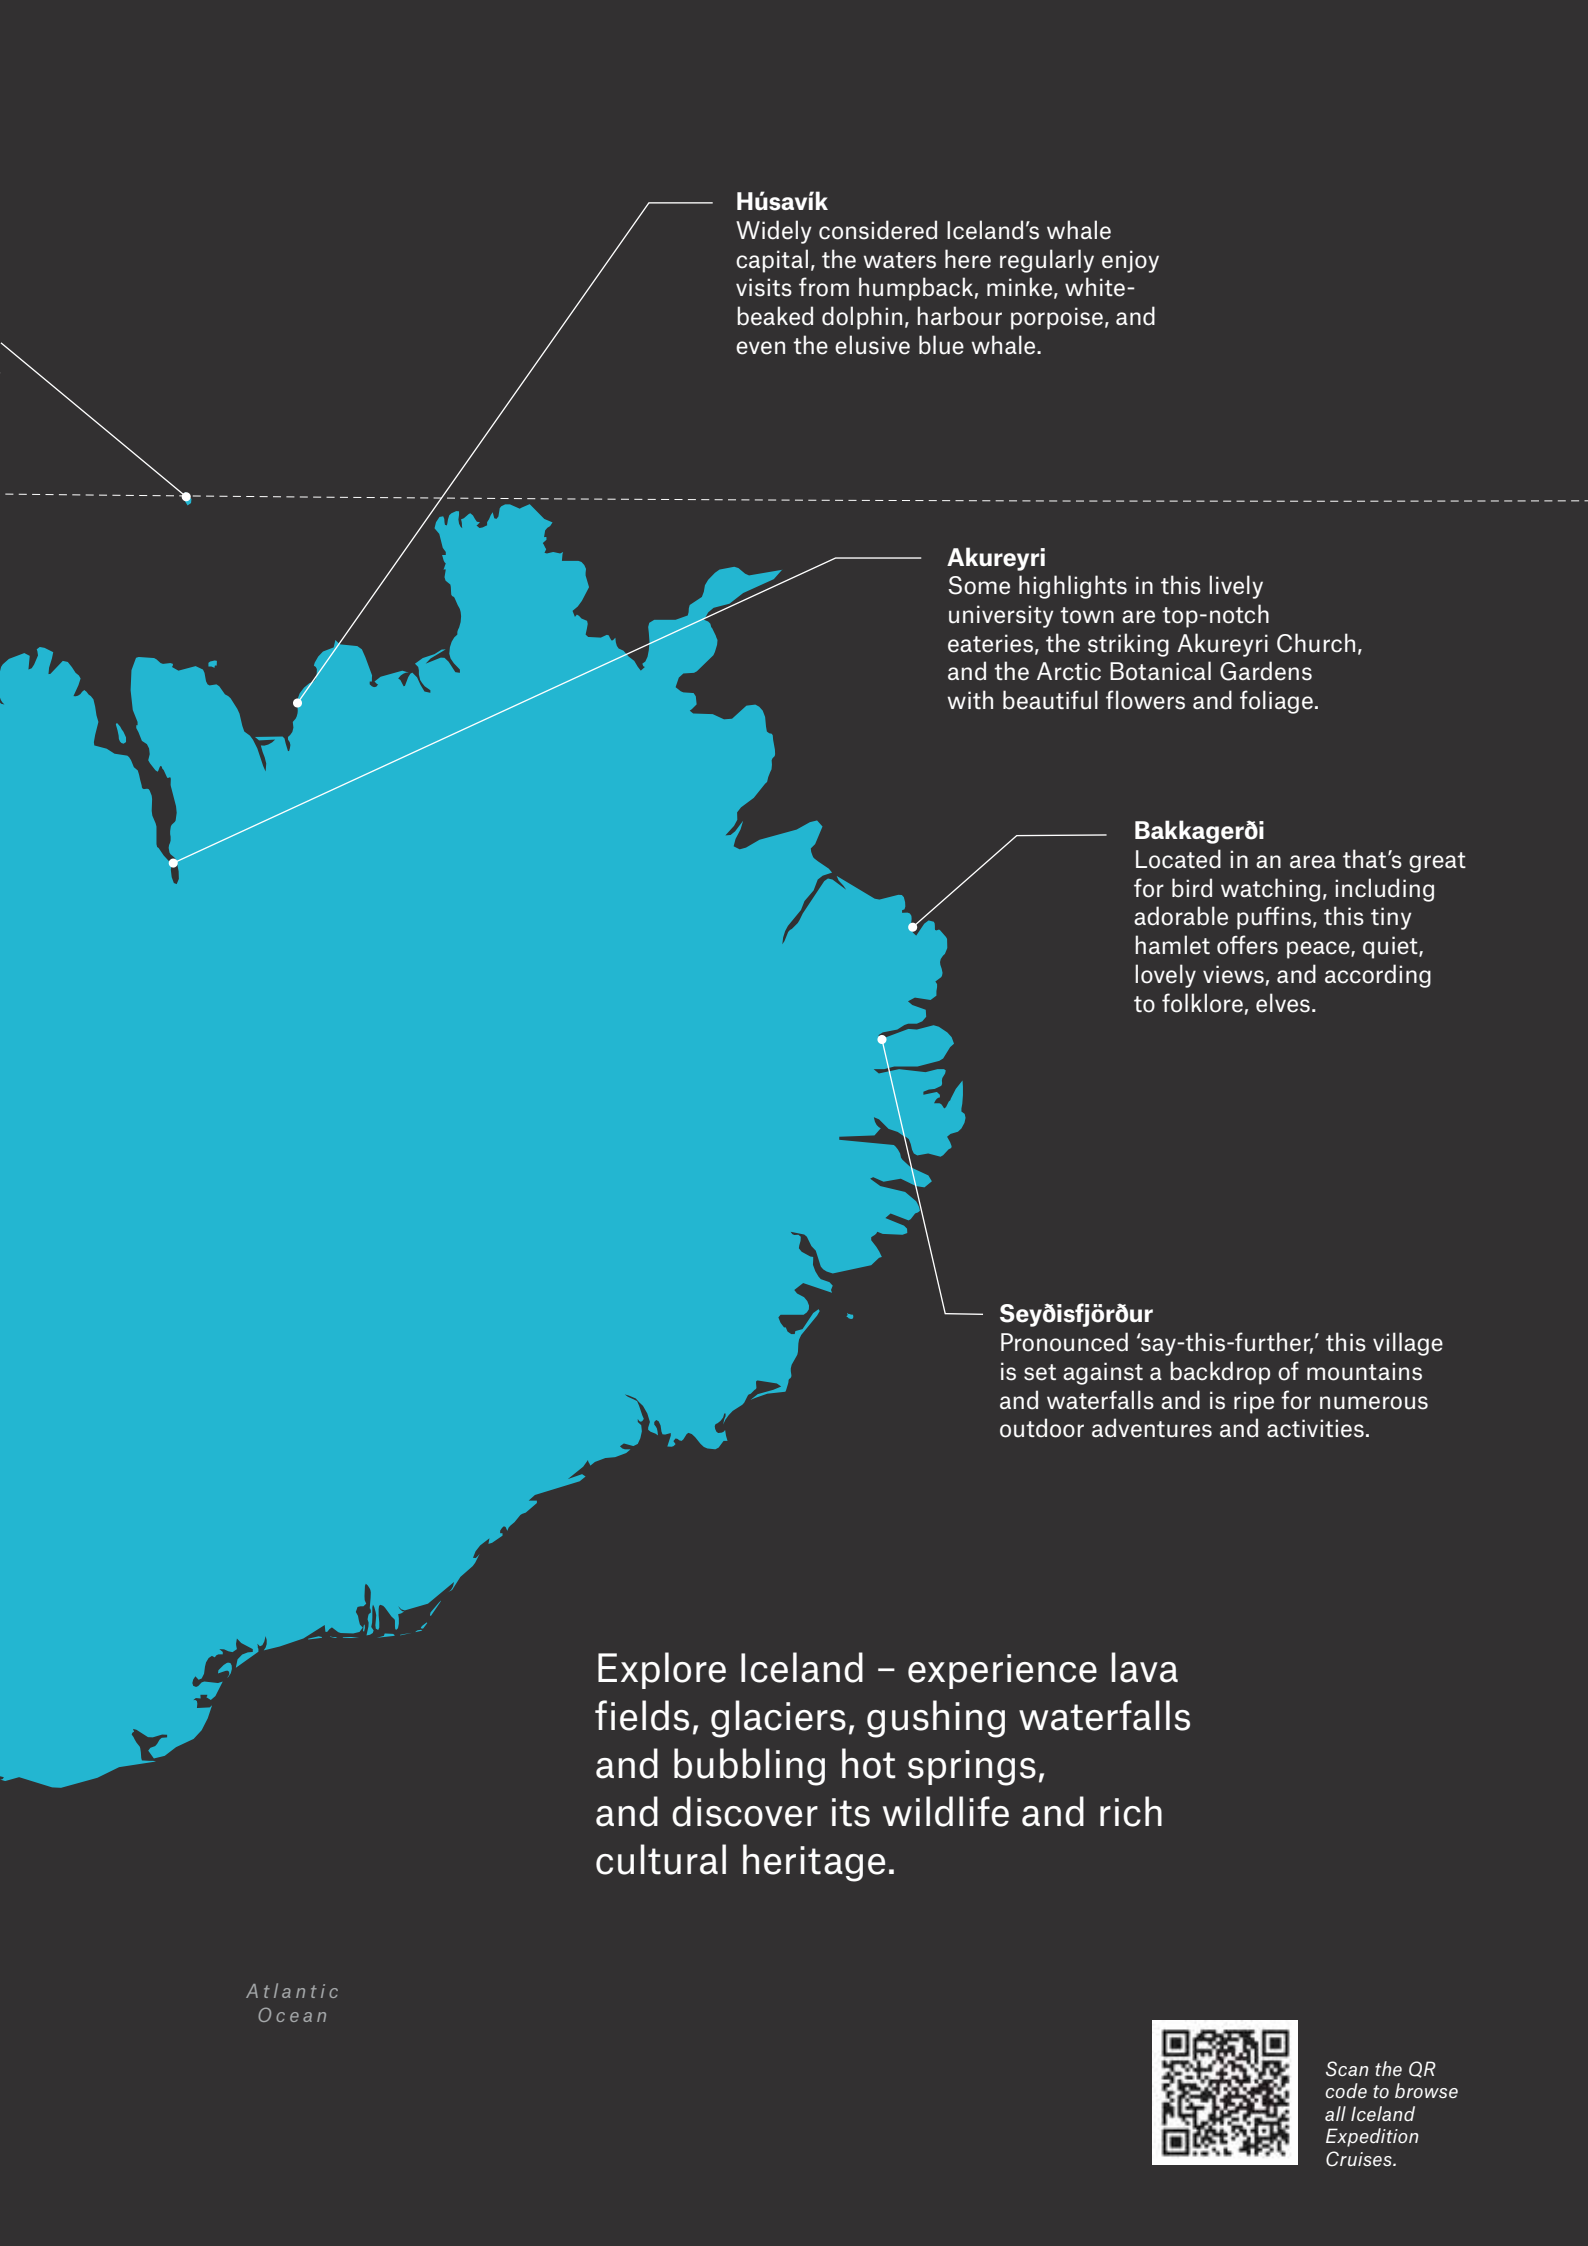 Húsavík
Widely considered Iceland’s whale
capital, the waters here regularly enjoy
visits from humpback, minke, white-
beaked dolphin, harbour porpoise, and
even the elusive blue whale.
Akureyri
Some highlights in this lively
university town are top-notch
eateries, the striking Akureyri Church,
and the Arctic Botanical Gardens
with beautiful flowers and foliage.
Bakkagerði
Located in an area that’s great
for bird watching, including
adorable puffins, this tiny
hamlet offers peace, quiet,
lovely views, and according
to folklore, elves.
Seyðisfjörður
Pronounced ‘say-this-further,’ this village
is set against a backdrop of mountains
and waterfalls and is ripe for numerous
outdoor adventures and activities.
Explore Iceland – experience lava
fields, glaciers, gushing waterfalls
and bubbling hot springs,
and discover its wildlife and rich
cultural heritage.
Atlantic
Ocean
Scan the QR
code to browse
all Iceland
Expedition
Cruises.